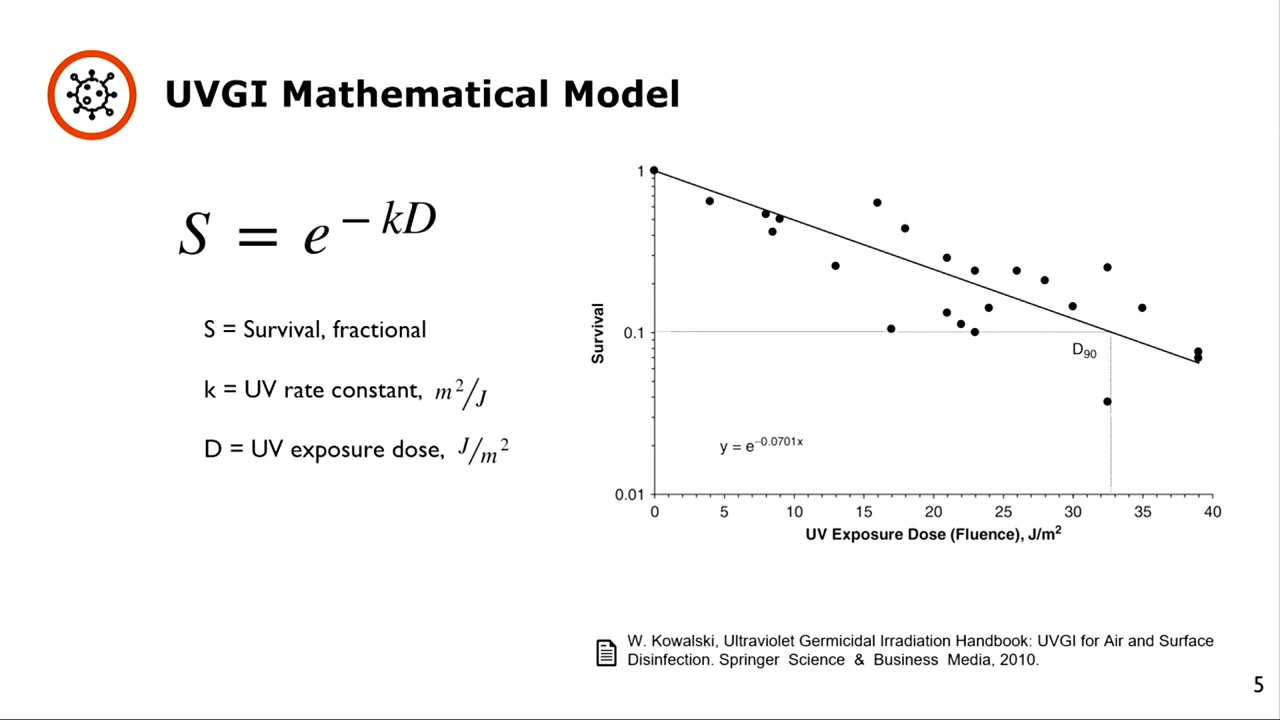 UVGI Mathematical Model
S = e^{-kD}
S = Survival, fractional
k = UV rate constant, m²/J
D = UV exposure dose, J/m²
1
0.1
0.01
Survival
D₉₀
y = e^{-0.0701x}
0 5 10 15 20 25 30 35 40
UV Exposure Dose (Fluence), J/m²
W. Kowalski, Ultraviolet Germicidal Irradiation Handbook: UVGI for Air and Surface
Disinfection. Springer Science & Business Media, 2010.
5